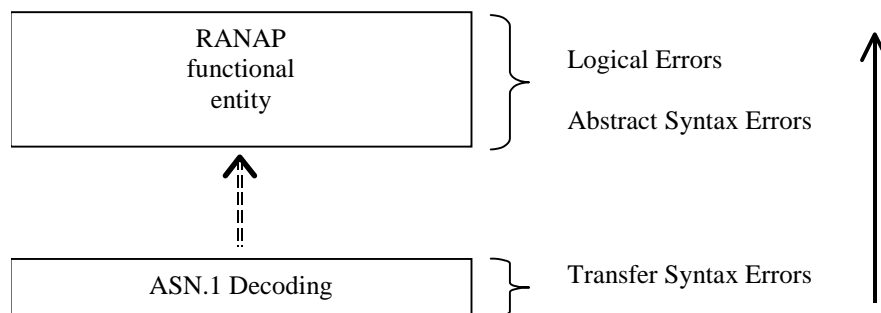 RANAP
functional
entity
Logical Errors
Abstract Syntax Errors
ASN.1 Decoding
Transfer Syntax Errors